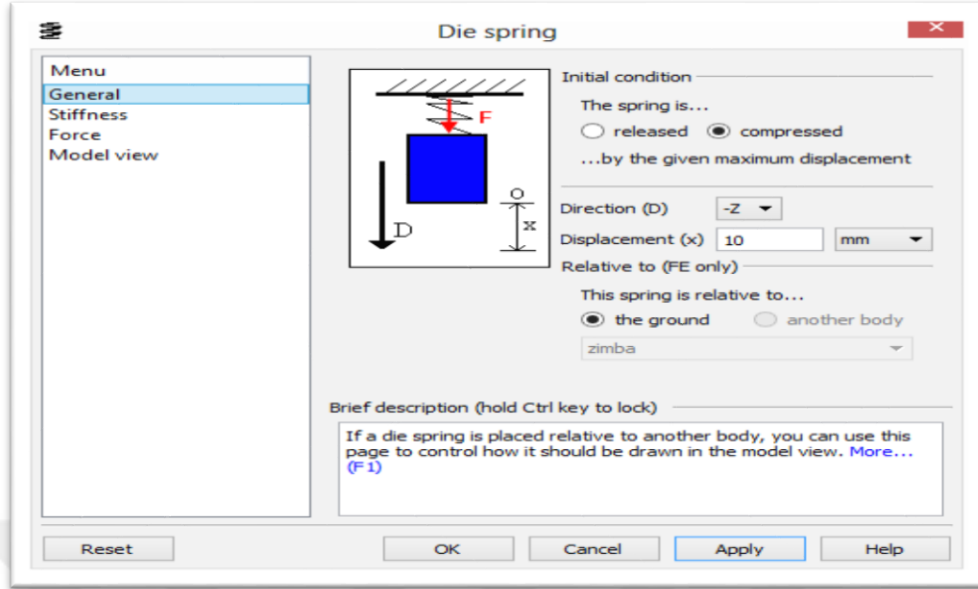 Die spring
Menu
General
Stiffness
Force
Model view
F
D
O
x
Initial condition
The spring is...
released compressed
...by the given maximum displacement
Direction (D) -Z
Displacement (x) 10 mm
Relative to (FE only)
This spring is relative to...
the ground another body
zimba
Brief description (hold Ctrl key to lock)
If a die spring is placed relative to another body, you can use this
page to control how it should be drawn in the model view. More...
(F1)
Reset OK Cancel Apply Help